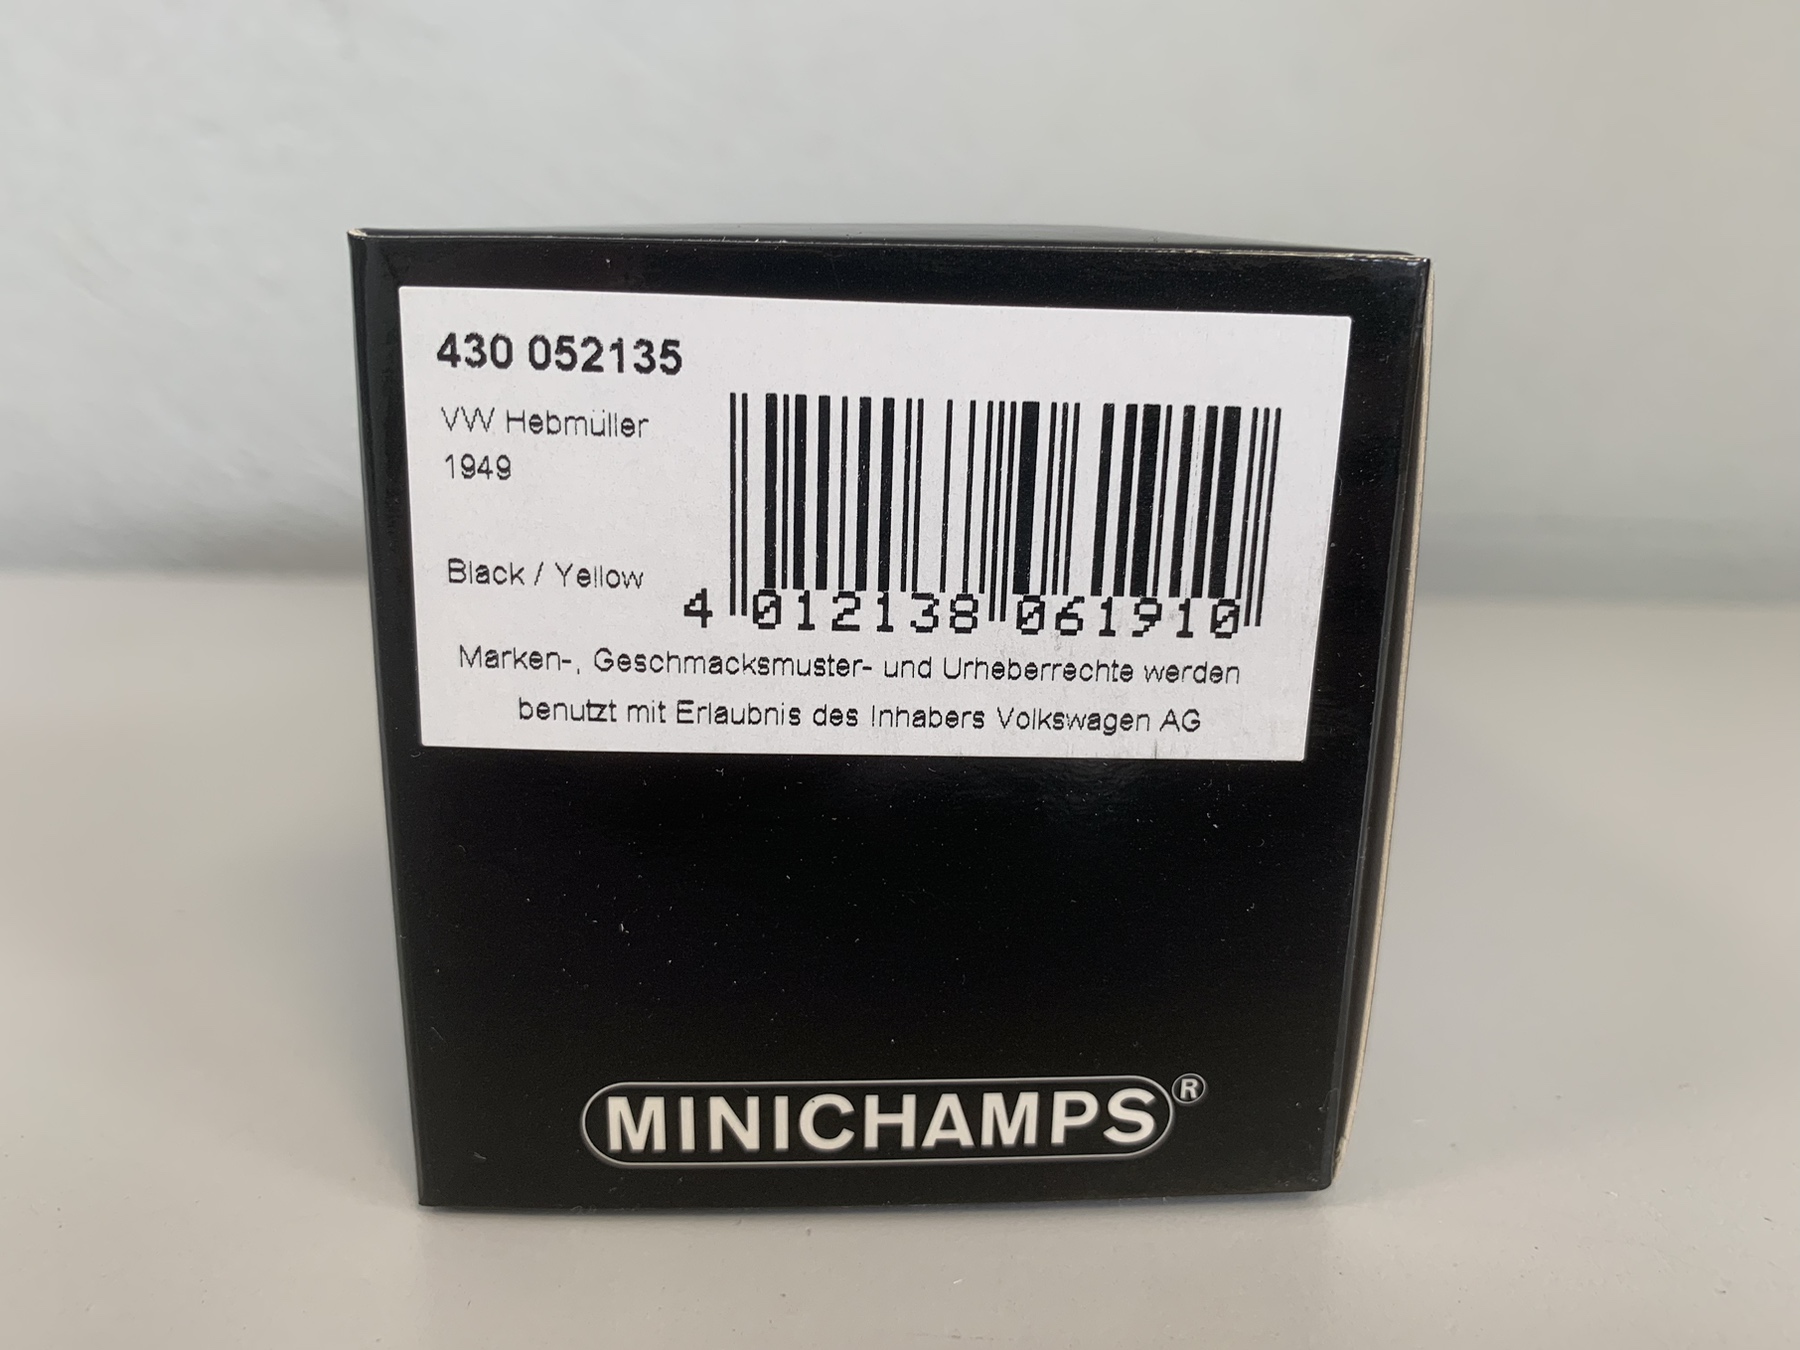 430 052135
VW Hebmüller
1949
Black / Yellow
4 012138 061910
Marken-, Geschmacksmuster- und Urheberrechte werden
benutzt mit Erlaubnis des Inhabers Volkswagen AG
MINICHAMPS®